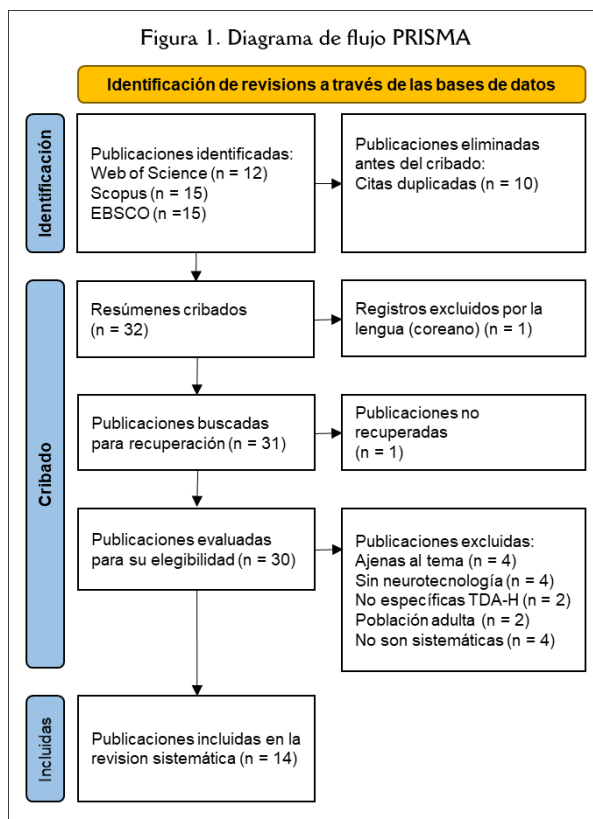 Figura 1. Diagrama de flujo PRISMA
Identificación de revisions a través de las bases de datos
Identificación
Publicaciones identificadas:
Web of Science (n = 12)
Scopus (n = 15)
EBSCO (n =15)
Publicaciones eliminadas
antes del cribado:
Citas duplicadas (n = 10)
Cribado
Resúmenes cribados
(n = 32)
Registros excluidos por la
lengua (coreano) (n = 1)
Publicaciones buscadas
para recuperación (n = 31)
Publicaciones no
recuperadas
(n = 1)
Publicaciones evaluadas
para su elegibilidad (n = 30)
Publicaciones excluidas:
Ajenas al tema (n = 4)
Sin neurotecnología (n = 4)
No específicas TDA-H (n = 2)
Población adulta (n = 2)
No son sistemáticas (n = 4)
Incluidas
Publicaciones incluidas en la
revision sistemática (n = 14)